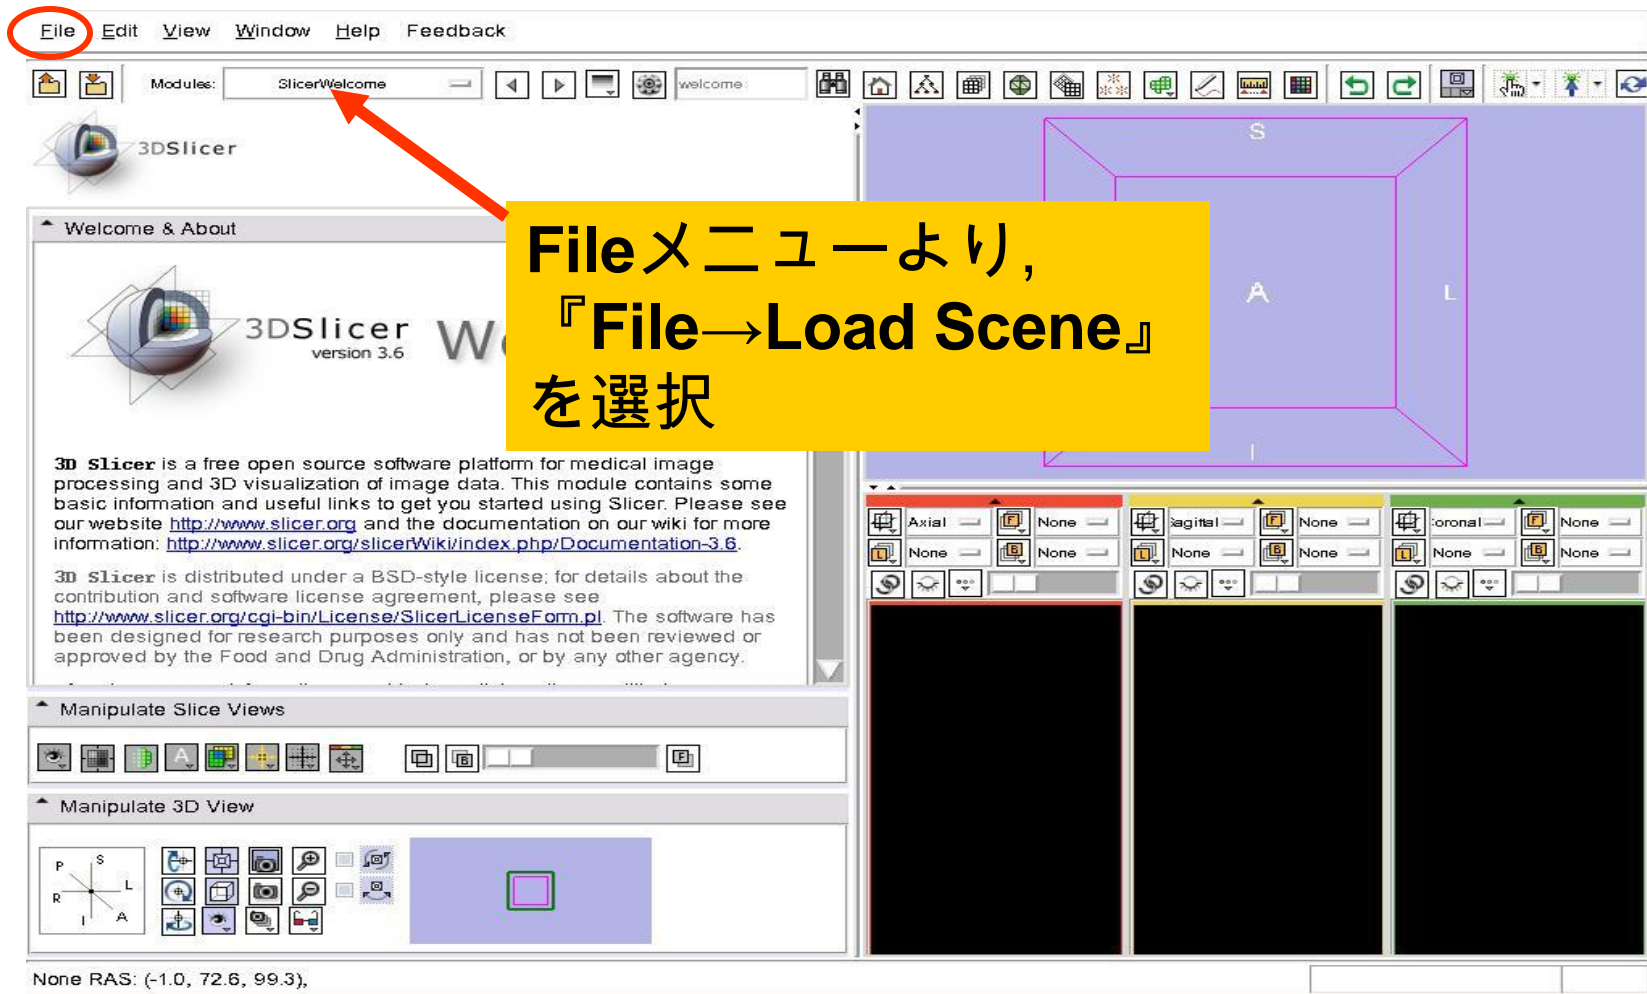 File Edit View Window Help Feedback
Modules: SlicerWelcome welcome
3DSlicer
Welcome & About
3DSlicer
version 3.6
Fileメニューより,
『File→Load Scene』
を選択
S
A
L
I
3D Slicer is a free open source software platform for medical image
processing and 3D visualization of image data. This module contains some
basic information and useful links to get you started using Slicer. Please see
our website http://www.slicer.org and the documentation on our wiki for more
information: http://www.slicer.org/slicerWiki/index.php/Documentation-3.6.
3D Slicer is distributed under a BSD-style license; for details about the
contribution and software license agreement, please see
http://www.slicer.org/cgi-bin/License/SlicerLicenseForm.pl. The software has
been designed for research purposes only and has not been reviewed or
approved by the Food and Drug Administration, or by any other agency.
Axial F None
L None B None
Sagittal F None
L None B None
Coronal F None
L None B None
Manipulate Slice Views
A B F
Manipulate 3D View
P S
R L
I A
None RAS: (-1.0, 72.6, 99.3),